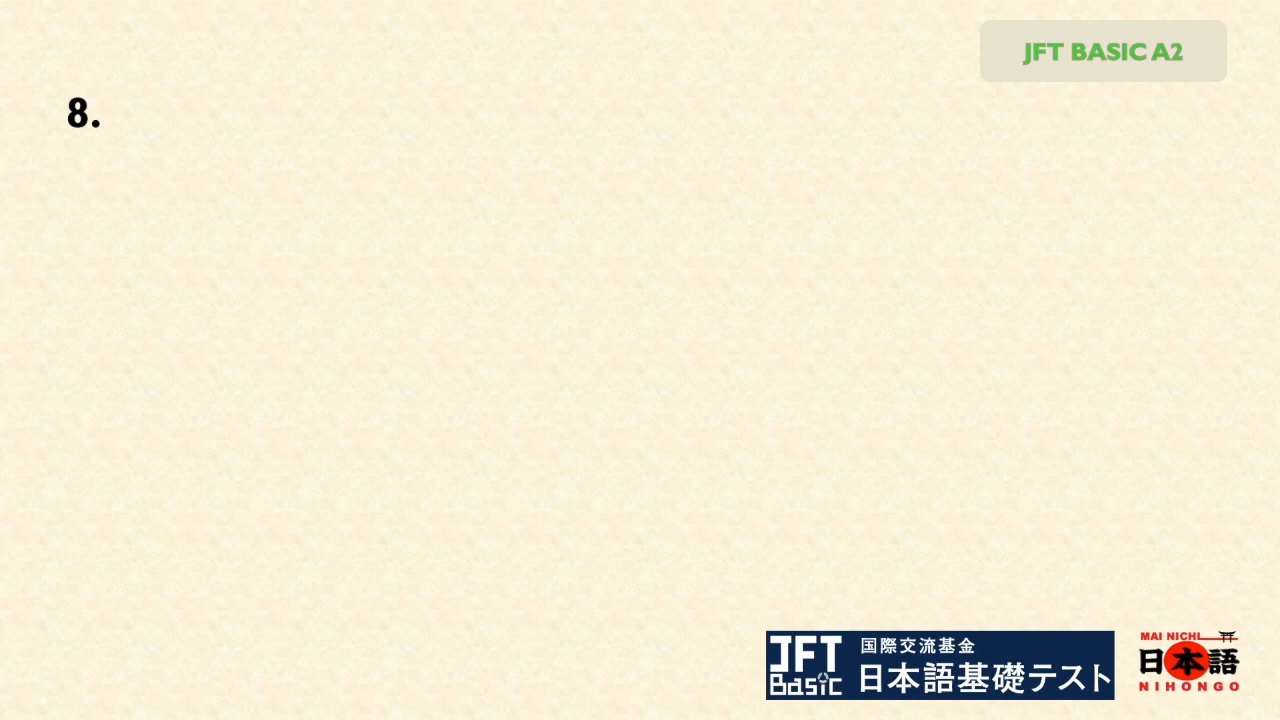 JFT BASIC A2
8.
JFT
Basic
国際交流基金
日本語基礎テスト
MAI NICHI
日本語
NIHONGO